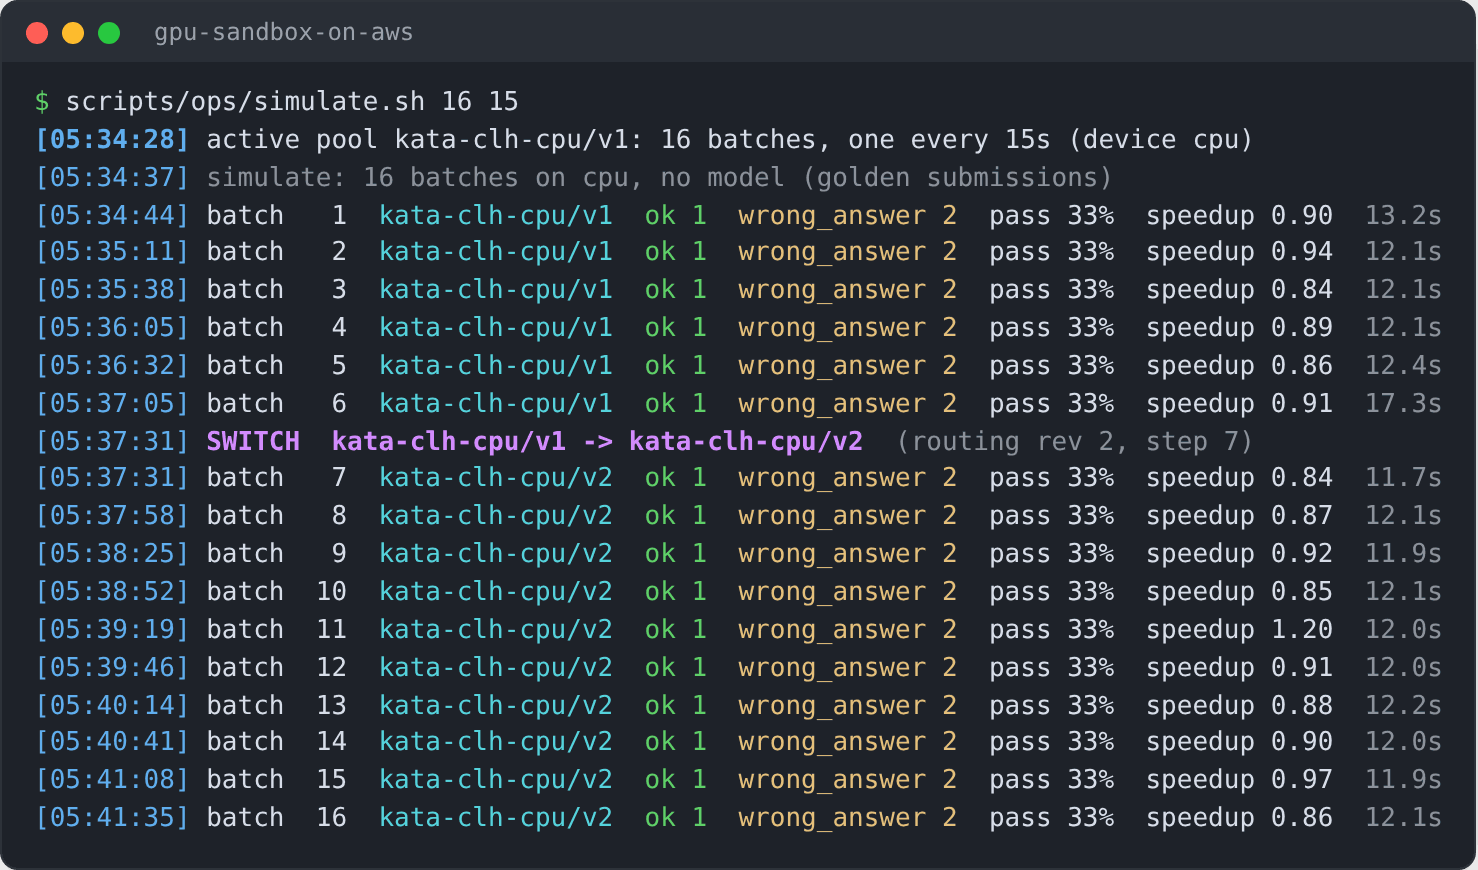 gpu-sandbox-on-aws
$ scripts/ops/simulate.sh 16 15
[05:34:28] active pool kata-clh-cpu/v1: 16 batches, one every 15s (device cpu)
[05:34:37] simulate: 16 batches on cpu, no model (golden submissions)
[05:34:44] batch   1  kata-clh-cpu/v1  ok 1  wrong_answer 2  pass 33%  speedup 0.90  13.2s
[05:35:11] batch   2  kata-clh-cpu/v1  ok 1  wrong_answer 2  pass 33%  speedup 0.94  12.1s
[05:35:38] batch   3  kata-clh-cpu/v1  ok 1  wrong_answer 2  pass 33%  speedup 0.84  12.1s
[05:36:05] batch   4  kata-clh-cpu/v1  ok 1  wrong_answer 2  pass 33%  speedup 0.89  12.1s
[05:36:32] batch   5  kata-clh-cpu/v1  ok 1  wrong_answer 2  pass 33%  speedup 0.86  12.4s
[05:37:05] batch   6  kata-clh-cpu/v1  ok 1  wrong_answer 2  pass 33%  speedup 0.91  17.3s
[05:37:31] SWITCH  kata-clh-cpu/v1 -> kata-clh-cpu/v2  (routing rev 2, step 7)
[05:37:31] batch   7  kata-clh-cpu/v2  ok 1  wrong_answer 2  pass 33%  speedup 0.84  11.7s
[05:37:58] batch   8  kata-clh-cpu/v2  ok 1  wrong_answer 2  pass 33%  speedup 0.87  12.1s
[05:38:25] batch   9  kata-clh-cpu/v2  ok 1  wrong_answer 2  pass 33%  speedup 0.92  11.9s
[05:38:52] batch  10  kata-clh-cpu/v2  ok 1  wrong_answer 2  pass 33%  speedup 0.85  12.1s
[05:39:19] batch  11  kata-clh-cpu/v2  ok 1  wrong_answer 2  pass 33%  speedup 1.20  12.0s
[05:39:46] batch  12  kata-clh-cpu/v2  ok 1  wrong_answer 2  pass 33%  speedup 0.91  12.0s
[05:40:14] batch  13  kata-clh-cpu/v2  ok 1  wrong_answer 2  pass 33%  speedup 0.88  12.2s
[05:40:41] batch  14  kata-clh-cpu/v2  ok 1  wrong_answer 2  pass 33%  speedup 0.90  12.0s
[05:41:08] batch  15  kata-clh-cpu/v2  ok 1  wrong_answer 2  pass 33%  speedup 0.97  11.9s
[05:41:35] batch  16  kata-clh-cpu/v2  ok 1  wrong_answer 2  pass 33%  speedup 0.86  12.1s